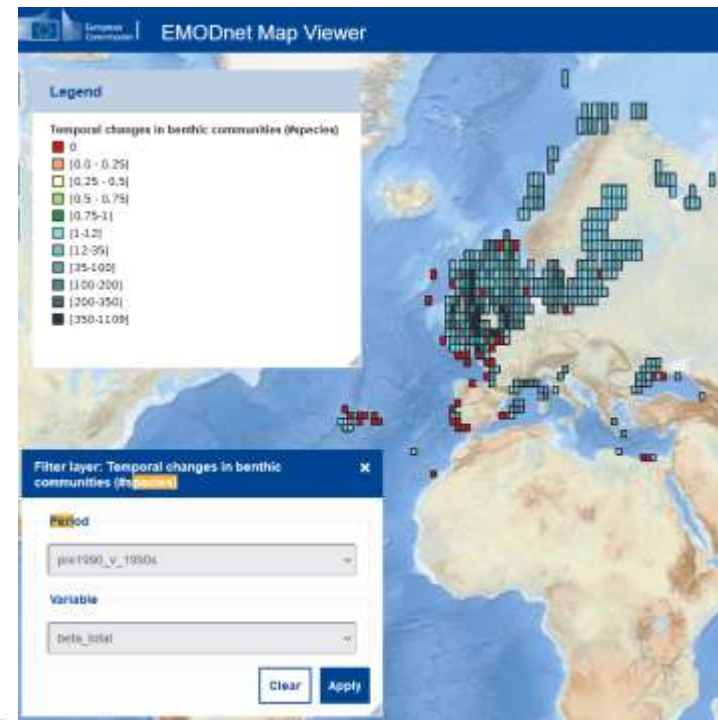 European
Commission
EMODnet Map Viewer
Legend
Temporal changes in benthic communities (#species)
0
]0.0 - 0.25]
]0.25 - 0.5]
]0.5 - 0.75]
]0.75-1]
]1-12]
]12-35]
]35-100]
]100-200]
]200-350]
]350-1109]
Filter layer: Temporal changes in benthic
communities (#species)
×
Period
pre1990_v_1990s
Variable
beta_total
Clear
Apply